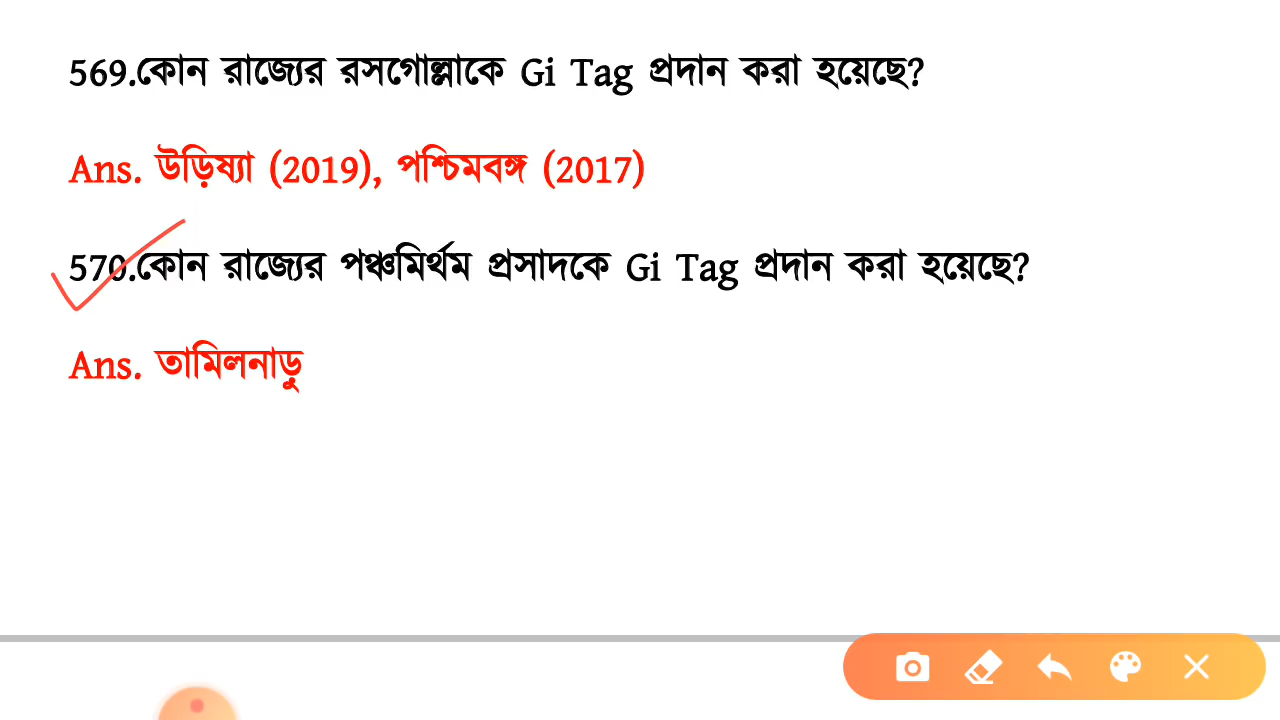 569.কোন রাজ্যের রসগোল্লাকে Gi Tag প্রদান করা হয়েছে?
Ans. উড়িষ্যা (2019), পশ্চিমবঙ্গ (2017)
570.কোন রাজ্যের পঞ্চমির্থম প্রসাদকে Gi Tag প্রদান করা হয়েছে?
Ans. তামিলনাড়ু